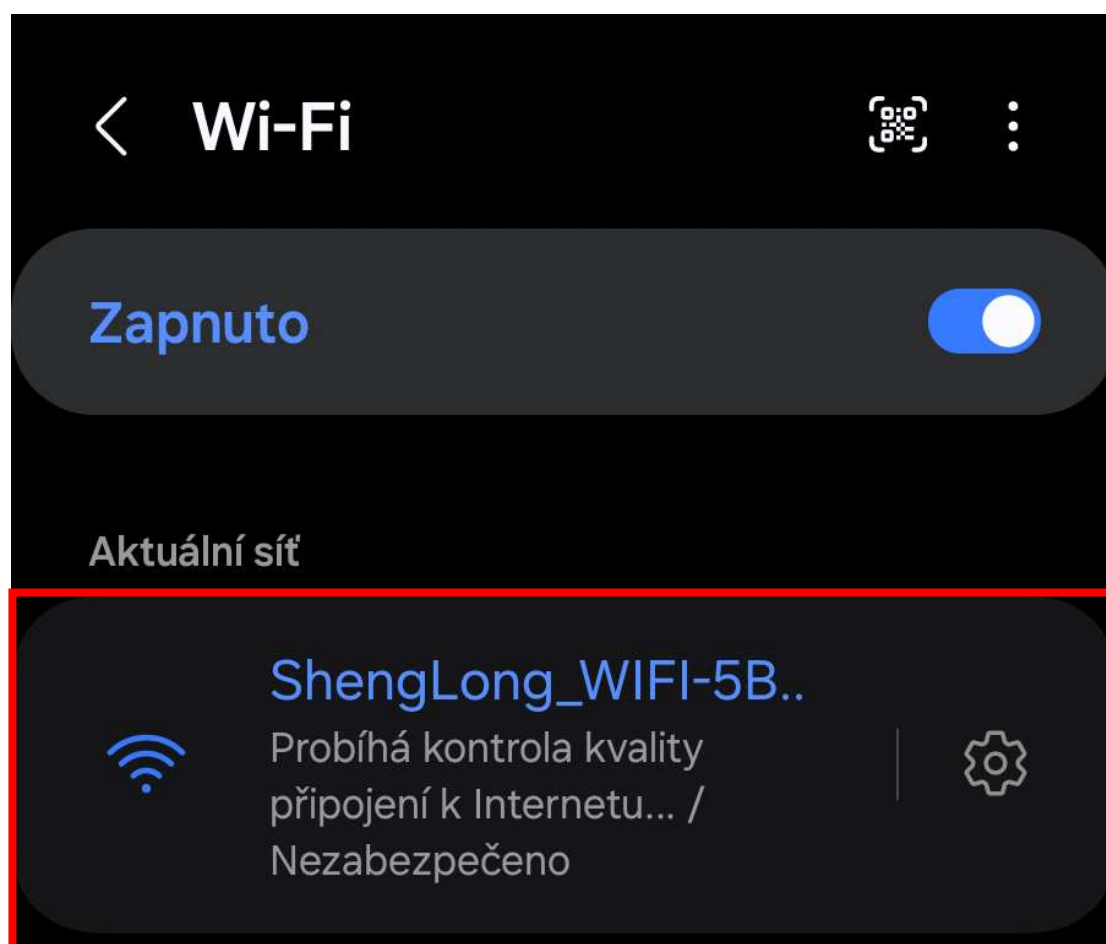 Wi-Fi
Zapnuto
Aktuální síť
ShengLong_WIFI-5B..
Probíhá kontrola kvality
připojení k Internetu... /
Nezabezpečeno